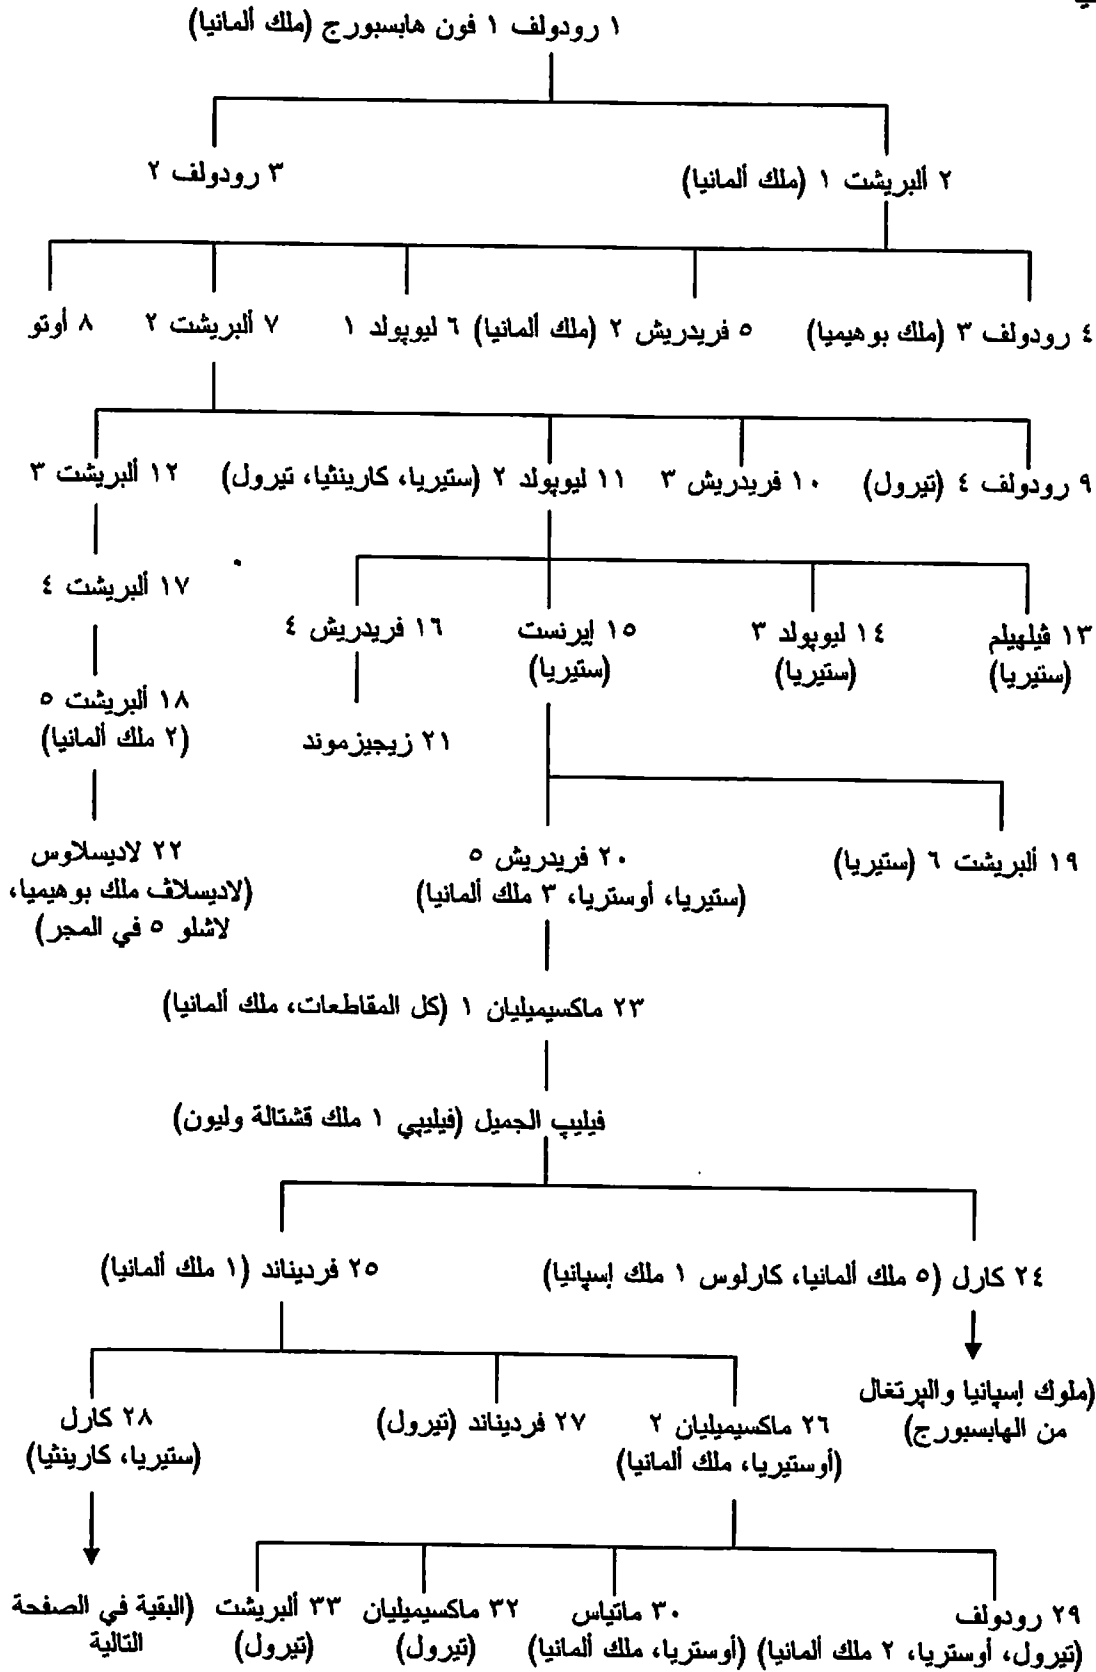 ١ رودولف ١ فون هابسبورج (ملك ألمانيا)
٢ ألبريشت ١ (ملك ألمانيا)
٣ رودولف ٢
٤ رودولف ٣ (ملك بوهيميا)
٥ فريدريش ٢ (ملك ألمانيا)
٦ ليوپولد ١
٧ ألبريشت ٢
٨ أوتو
٩ رودولف ٤ (تيرول)
١٠ فريدريش ٣
١١ ليوپولد ٢ (ستيريا، كارينثيا، تيرول)
١٢ ألبريشت ٣
١٧ ألبريشت ٤
١٣ ڤيلهيلم
(ستيريا)
١٤ ليوپولد ٣
(ستيريا)
١٥ إيرنست
(ستيريا)
١٦ فريدريش ٤
١٨ ألبريشت ٥
(٢ ملك ألمانيا)
٢١ زيجيزموند
١٩ ألبريشت ٦ (ستيريا)
٢٠ فريدريش ٥
(ستيريا، أوستريا، ٣ ملك ألمانيا)
٢٢ لاديسلاوس
(لاديسلاڤ ملك بوهيميا،
لاشلو ٥ في المجر)
٢٣ ماكسيميليان ١ (كل المقاطعات، ملك ألمانيا)
فيليپ الجميل (فيليپي ١ ملك قشتالة وليون)
٢٤ كارل (٥ ملك ألمانيا، كارلوس ١ ملك إسپانيا)
٢٥ فرديناند (١ ملك ألمانيا)
(ملوك إسپانيا والپرتغال
من الهابسبورج)
٢٦ ماكسيميليان ٢
(أوستيريا، ملك ألمانيا)
٢٧ فرديناند (تيرول)
٢٨ كارل
(ستيريا، كارينثيا)
٢٩ رودولف
(تيرول، أوستريا، ٢ ملك ألمانيا)
٣٠ ماتياس
(أوستريا، ملك ألمانيا)
٣٢ ماكسيميليان
(تيرول)
٣٣ ألبريشت
(تيرول)
(البقية في الصفحة
التالية